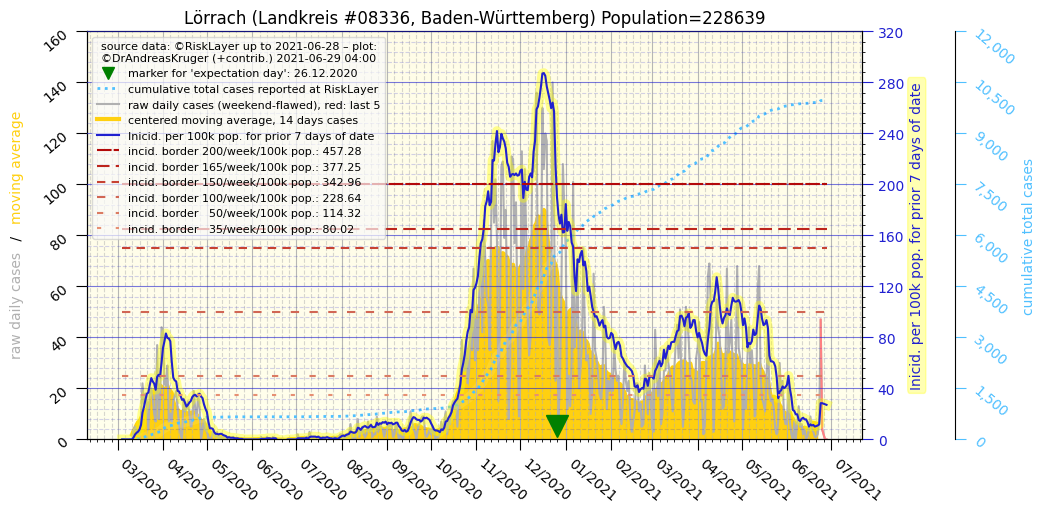 Lörrach (Landkreis #08336, Baden-Württemberg) Population=228639
source data: ©RiskLayer up to 2021-06-28 – plot:
©DrAndreasKruger (+contrib.) 2021-06-29 04:00
marker for 'expectation day': 26.12.2020
cumulative total cases reported at RiskLayer
raw daily cases (weekend-flawed), red: last 5
centered moving average, 14 days cases
Inicid. per 100k pop. for prior 7 days of date
incid. border 200/week/100k pop.: 457.28
incid. border 165/week/100k pop.: 377.25
incid. border 150/week/100k pop.: 342.96
incid. border 100/week/100k pop.: 228.64
incid. border   50/week/100k pop.: 114.32
incid. border   35/week/100k pop.: 80.02
raw daily cases   /   moving average
160
140
120
100
80
60
40
20
0
03/2020
04/2020
05/2020
06/2020
07/2020
08/2020
09/2020
10/2020
11/2020
12/2020
01/2021
02/2021
03/2021
04/2021
05/2021
06/2021
07/2021
320
280
240
200
160
120
80
40
0
Inicid. per 100k pop. for prior 7 days of date
12,000
10,500
9,000
7,500
6,000
4,500
3,000
1,500
0
cumulative total cases